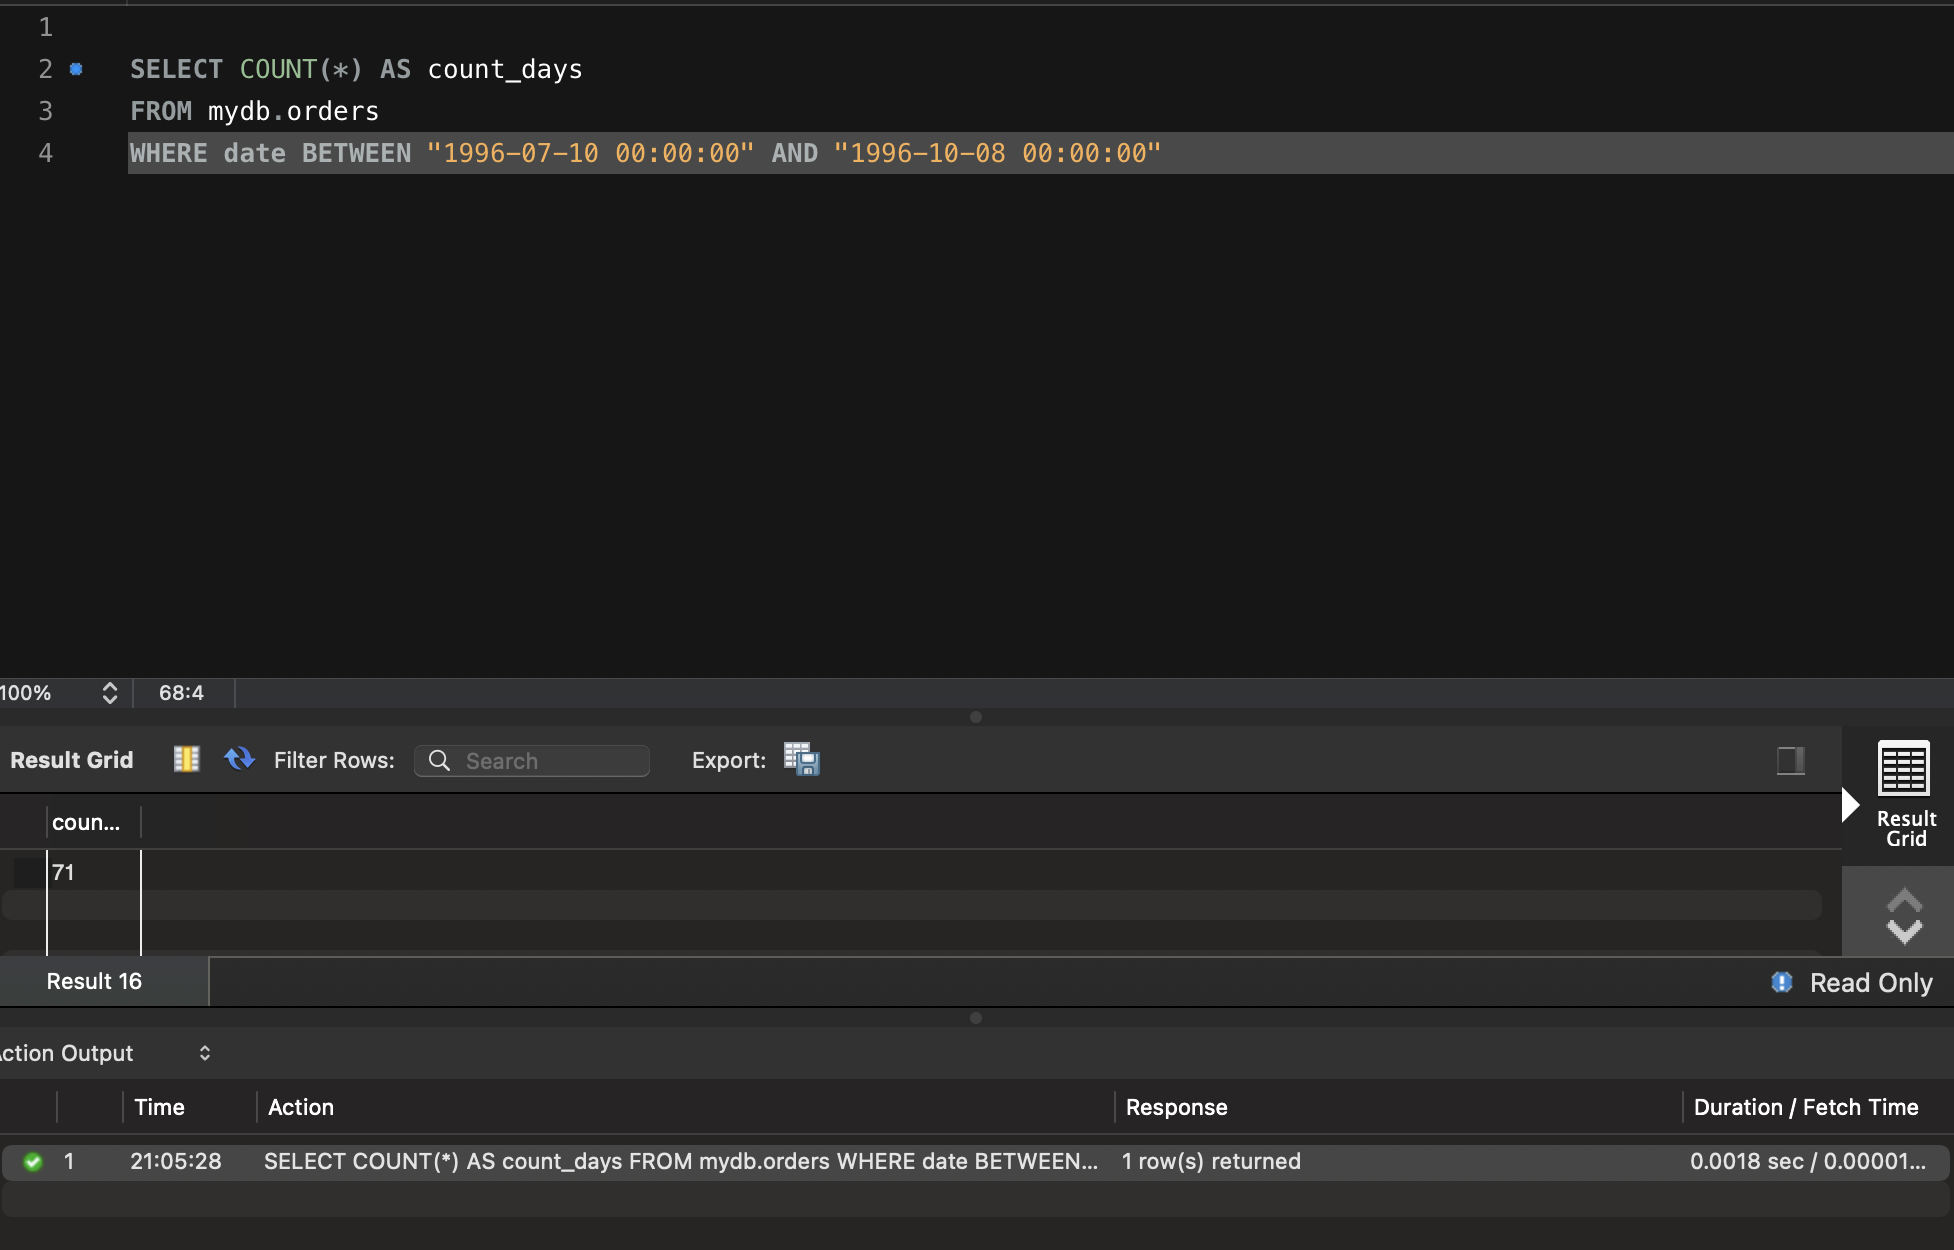 1
2 SELECT COUNT(*) AS count_days
3 FROM mydb.orders
4 WHERE date BETWEEN "1996-07-10 00:00:00" AND "1996-10-08 00:00:00"
100% 68:4
Result Grid Filter Rows: Search Export:
Result
Grid
coun...
71
Result 16 Read Only
ction Output
Time Action Response Duration / Fetch Time
1 21:05:28 SELECT COUNT(*) AS count_days FROM mydb.orders WHERE date BETWEEN... 1 row(s) returned 0.0018 sec / 0.00001...